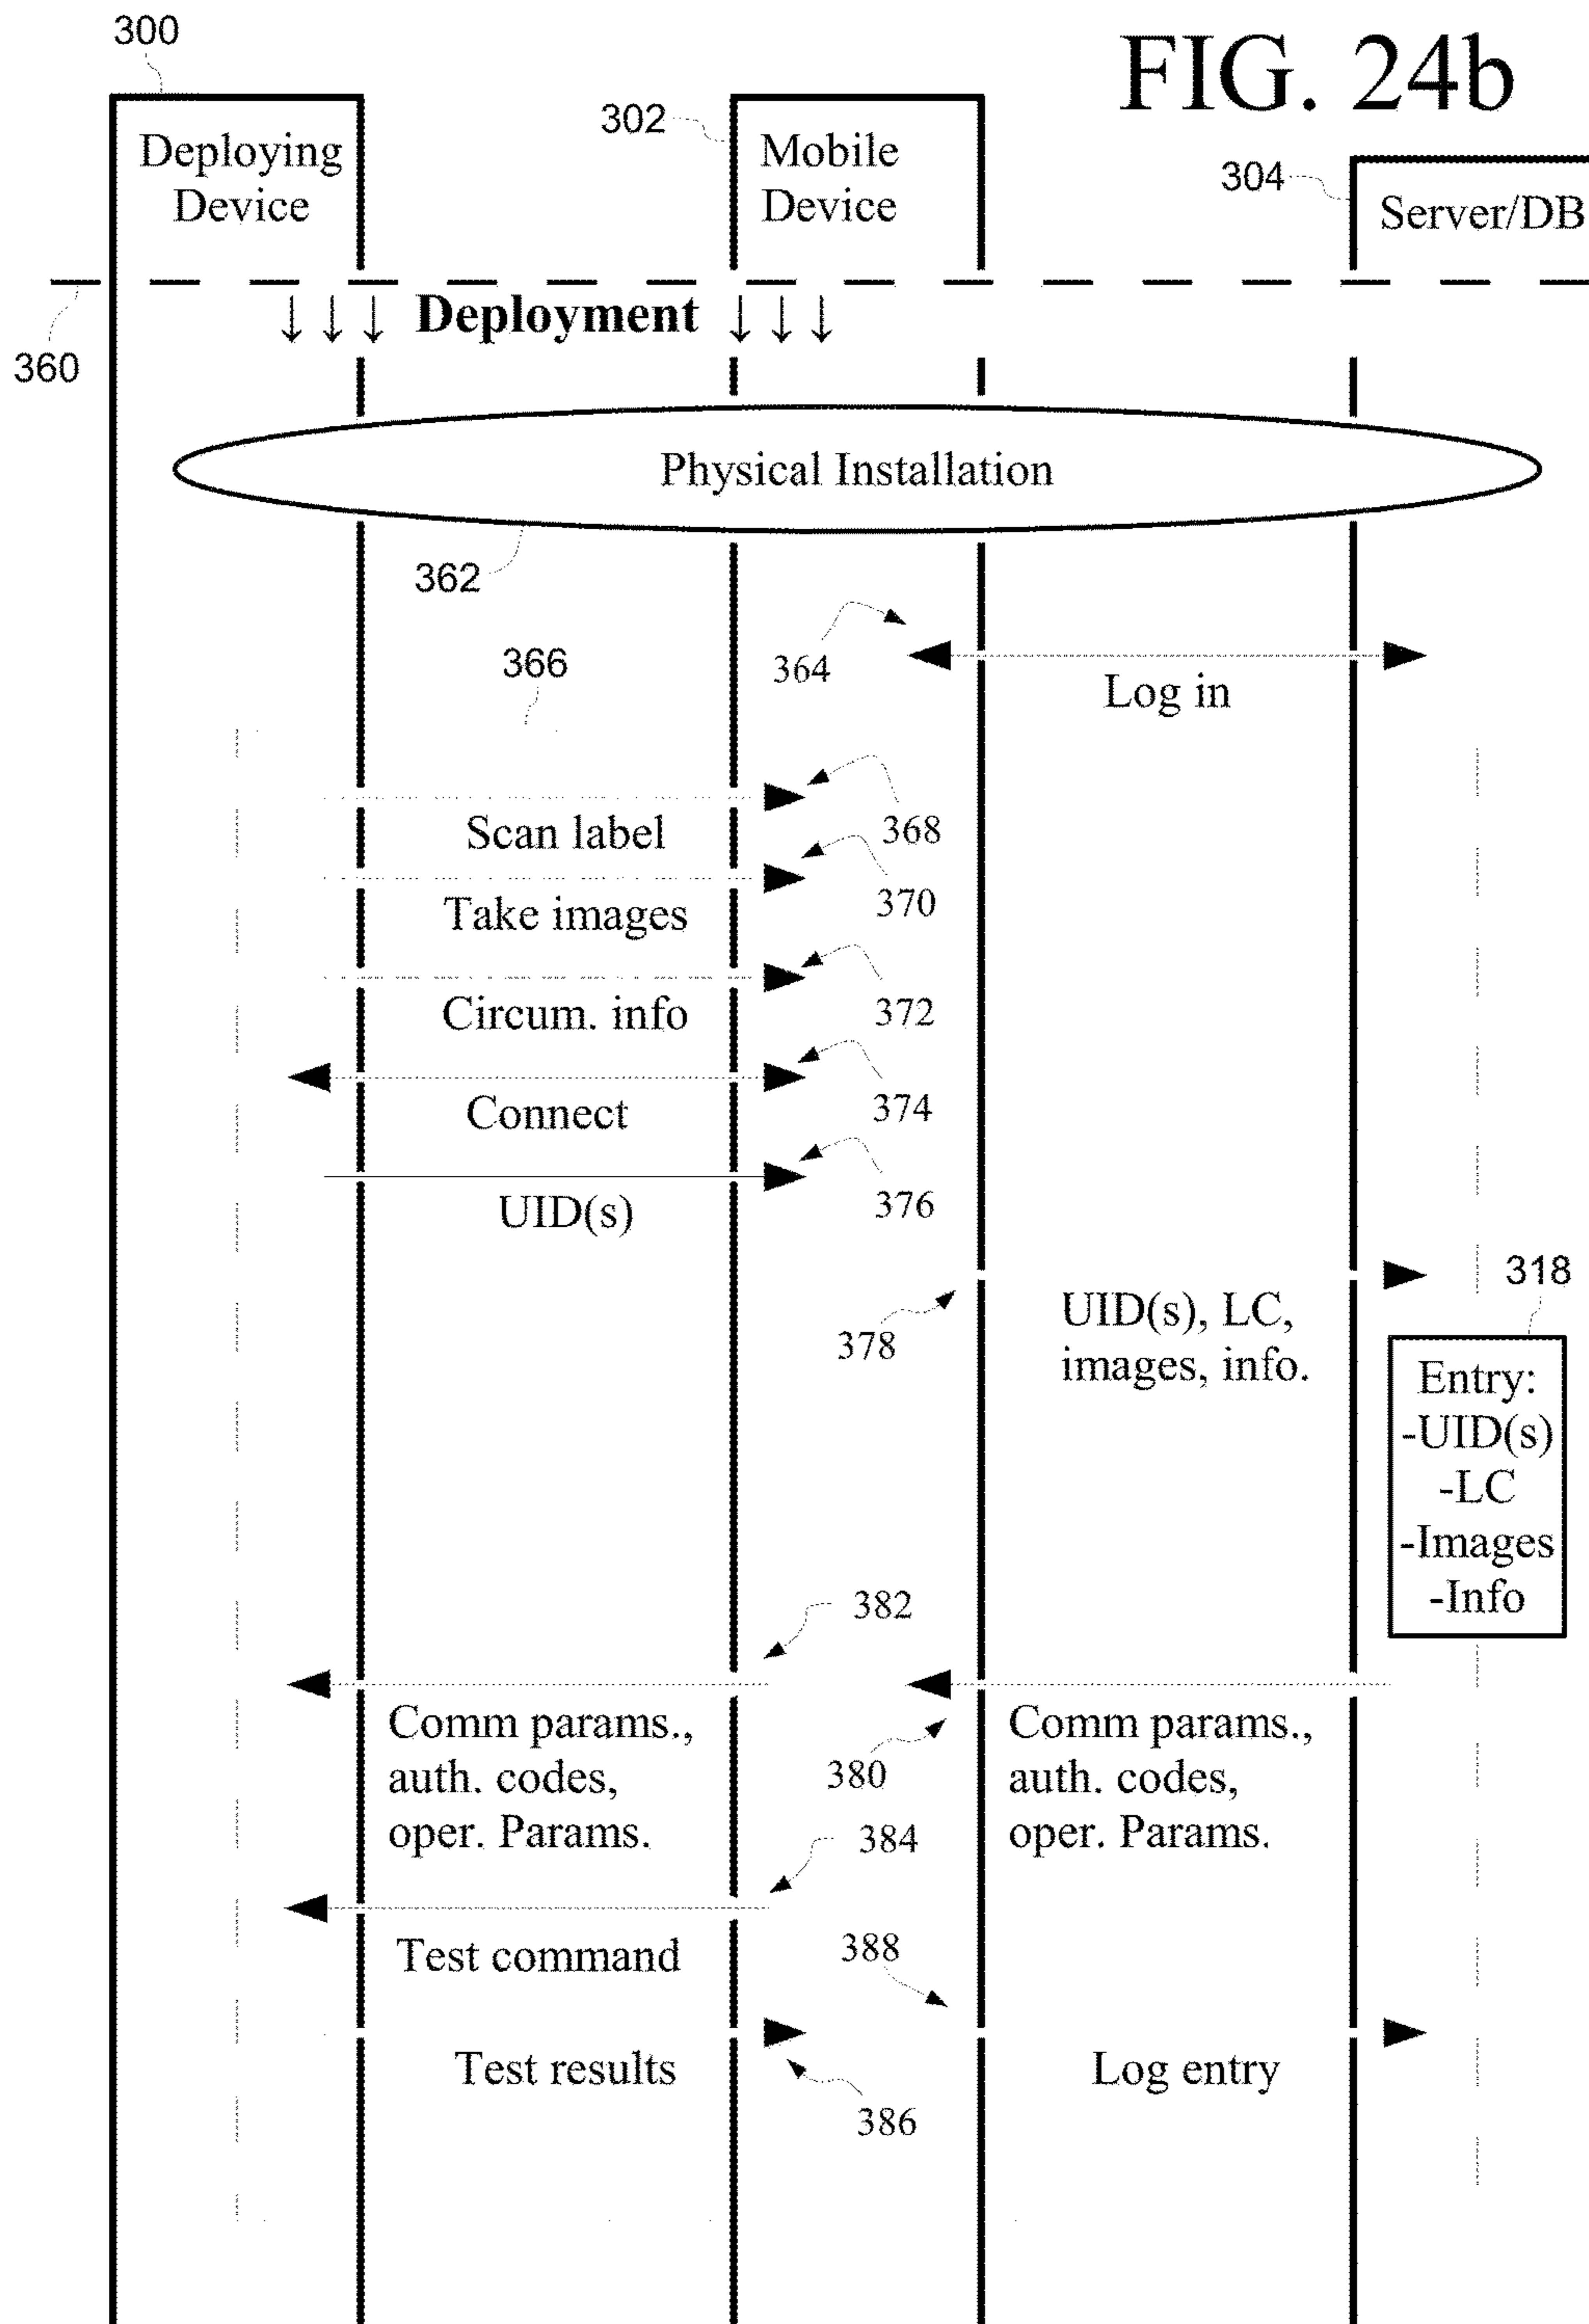 FIG. 24b
300
302
304
Deploying
Device
Mobile
Device
Server/DB
360
↓ ↓ ↓ Deployment ↓ ↓ ↓
Physical Installation
362
364
Log in
366
368
Scan label
370
Take images
372
Circum. info
374
Connect
376
UID(s)
378
UID(s), LC,
images, info.
318
Entry:
-UID(s)
-LC
-Images
-Info
382
Comm params.,
auth. codes,
oper. Params.
380
Comm params.,
auth. codes,
oper. Params.
384
Test command
388
Test results
386
Log entry